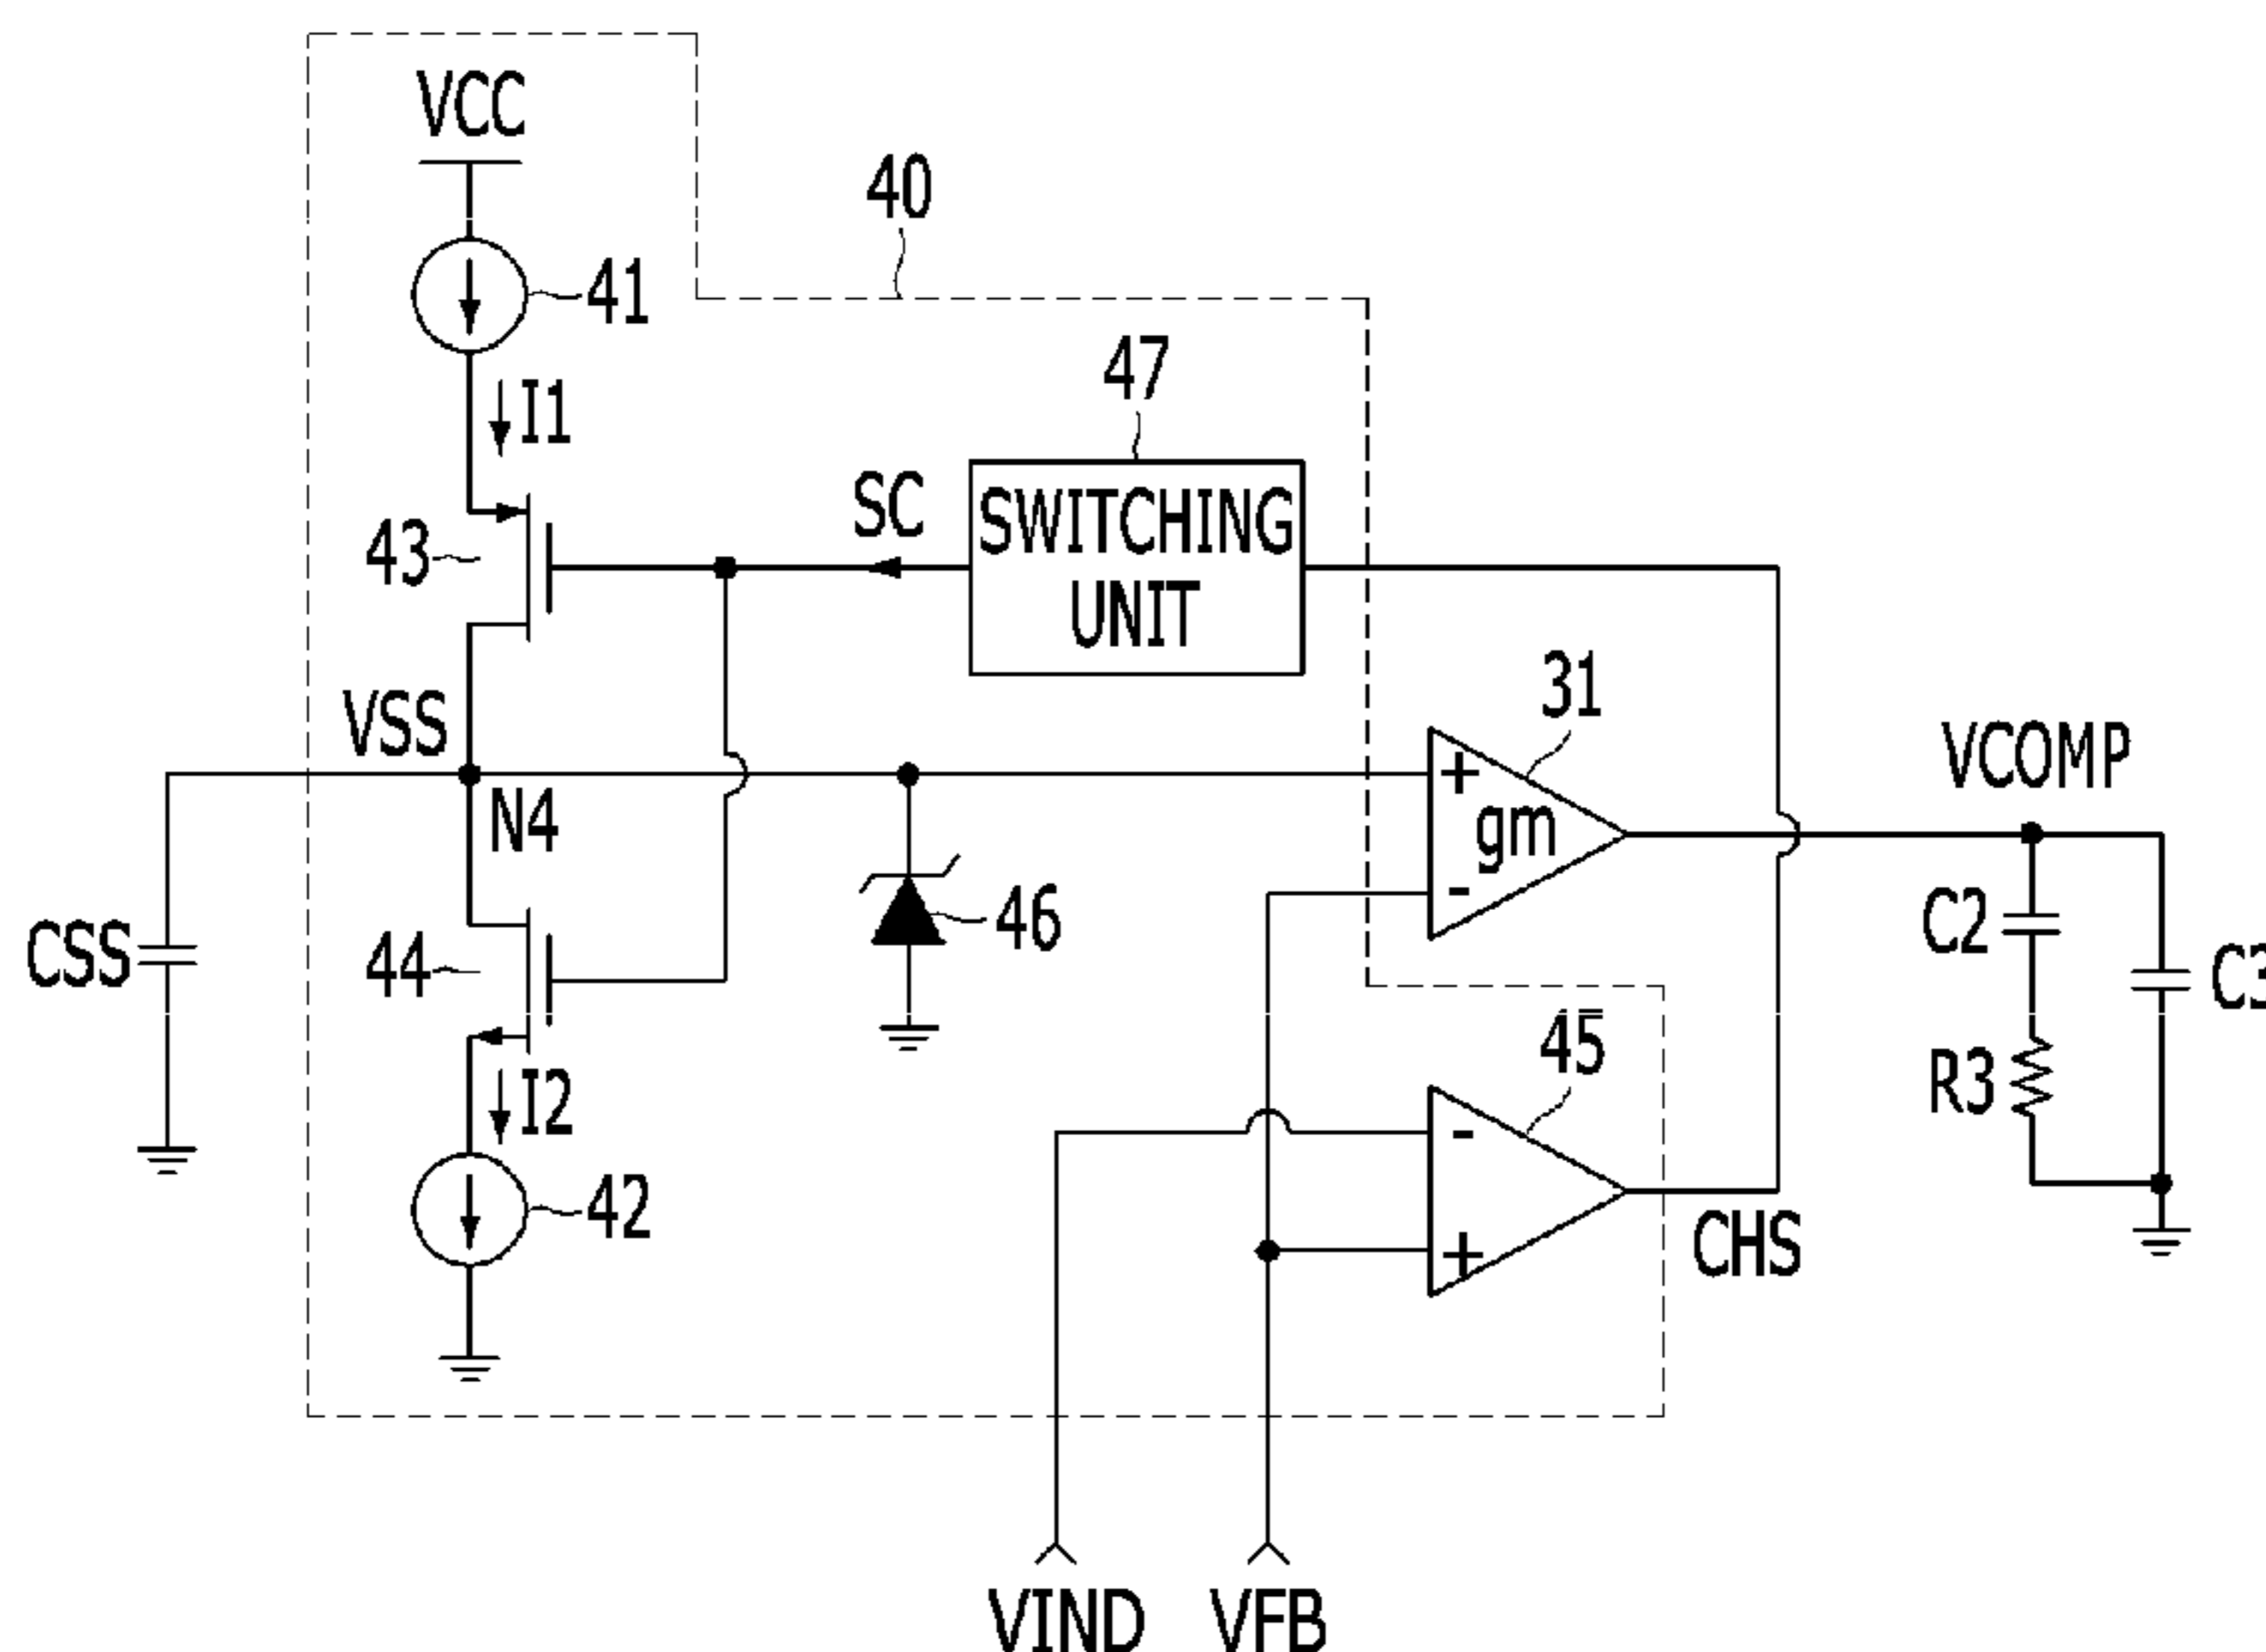 VCC
40
41
I1
47
SC
SWITCHING
UNIT
43
31
VSS
VCOMP
+
gm
-
N4
46
C2
CSS
44
C3
45
I2
R3
-
42
+
CHS
VIND
VFB